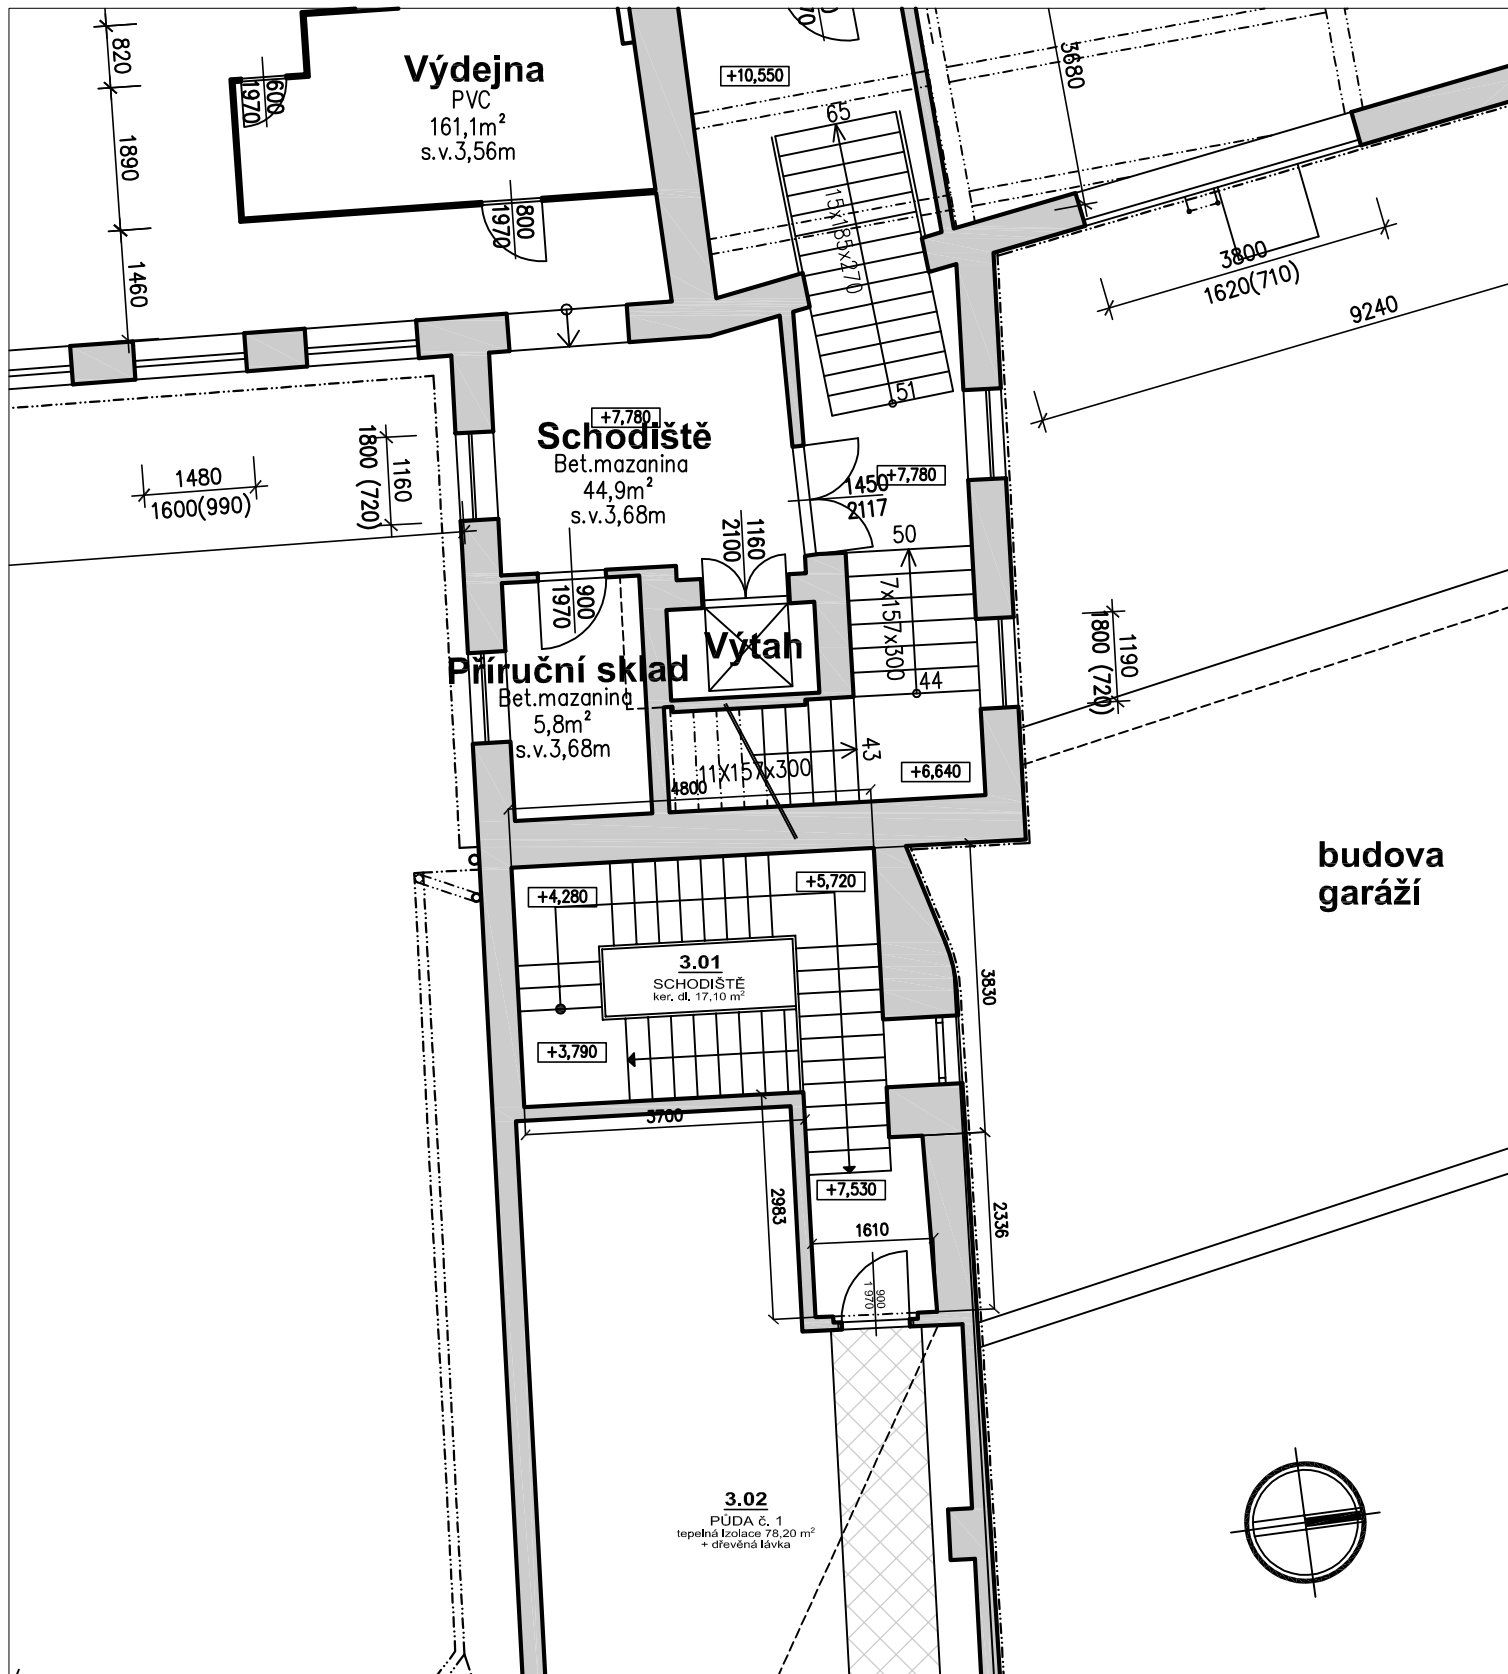 820
1890
1460
600
1970
Výdejna
PVC
161,1m²
s.v.3,56m
800
1970
+10,550
65
15x185x270
51
3680
3800
1620(710)
9240
+7,780
Schodiště
Bet.mazanina
44,9m²
s.v.3,68m
1160
1800 (720)
1480
1600(990)
+7,780
1450
2117
50
7x157x300
44
1160
2100
Výtah
900
1970
Příruční sklad
Bet.mazanina
5,8m²
s.v.3,68m
43
11X157x300
4800
+6,640
1190
1800 (720)
budova
garáží
+4,280
+5,720
3.01
SCHODIŠTĚ
ker. dl. 17,10 m²
+3,790
3830
3700
2983
+7,530
1610
2336
900
1 970
3.02
PŮDA č. 1
tepelná izolace 78,20 m²
+ dřevěná lávka